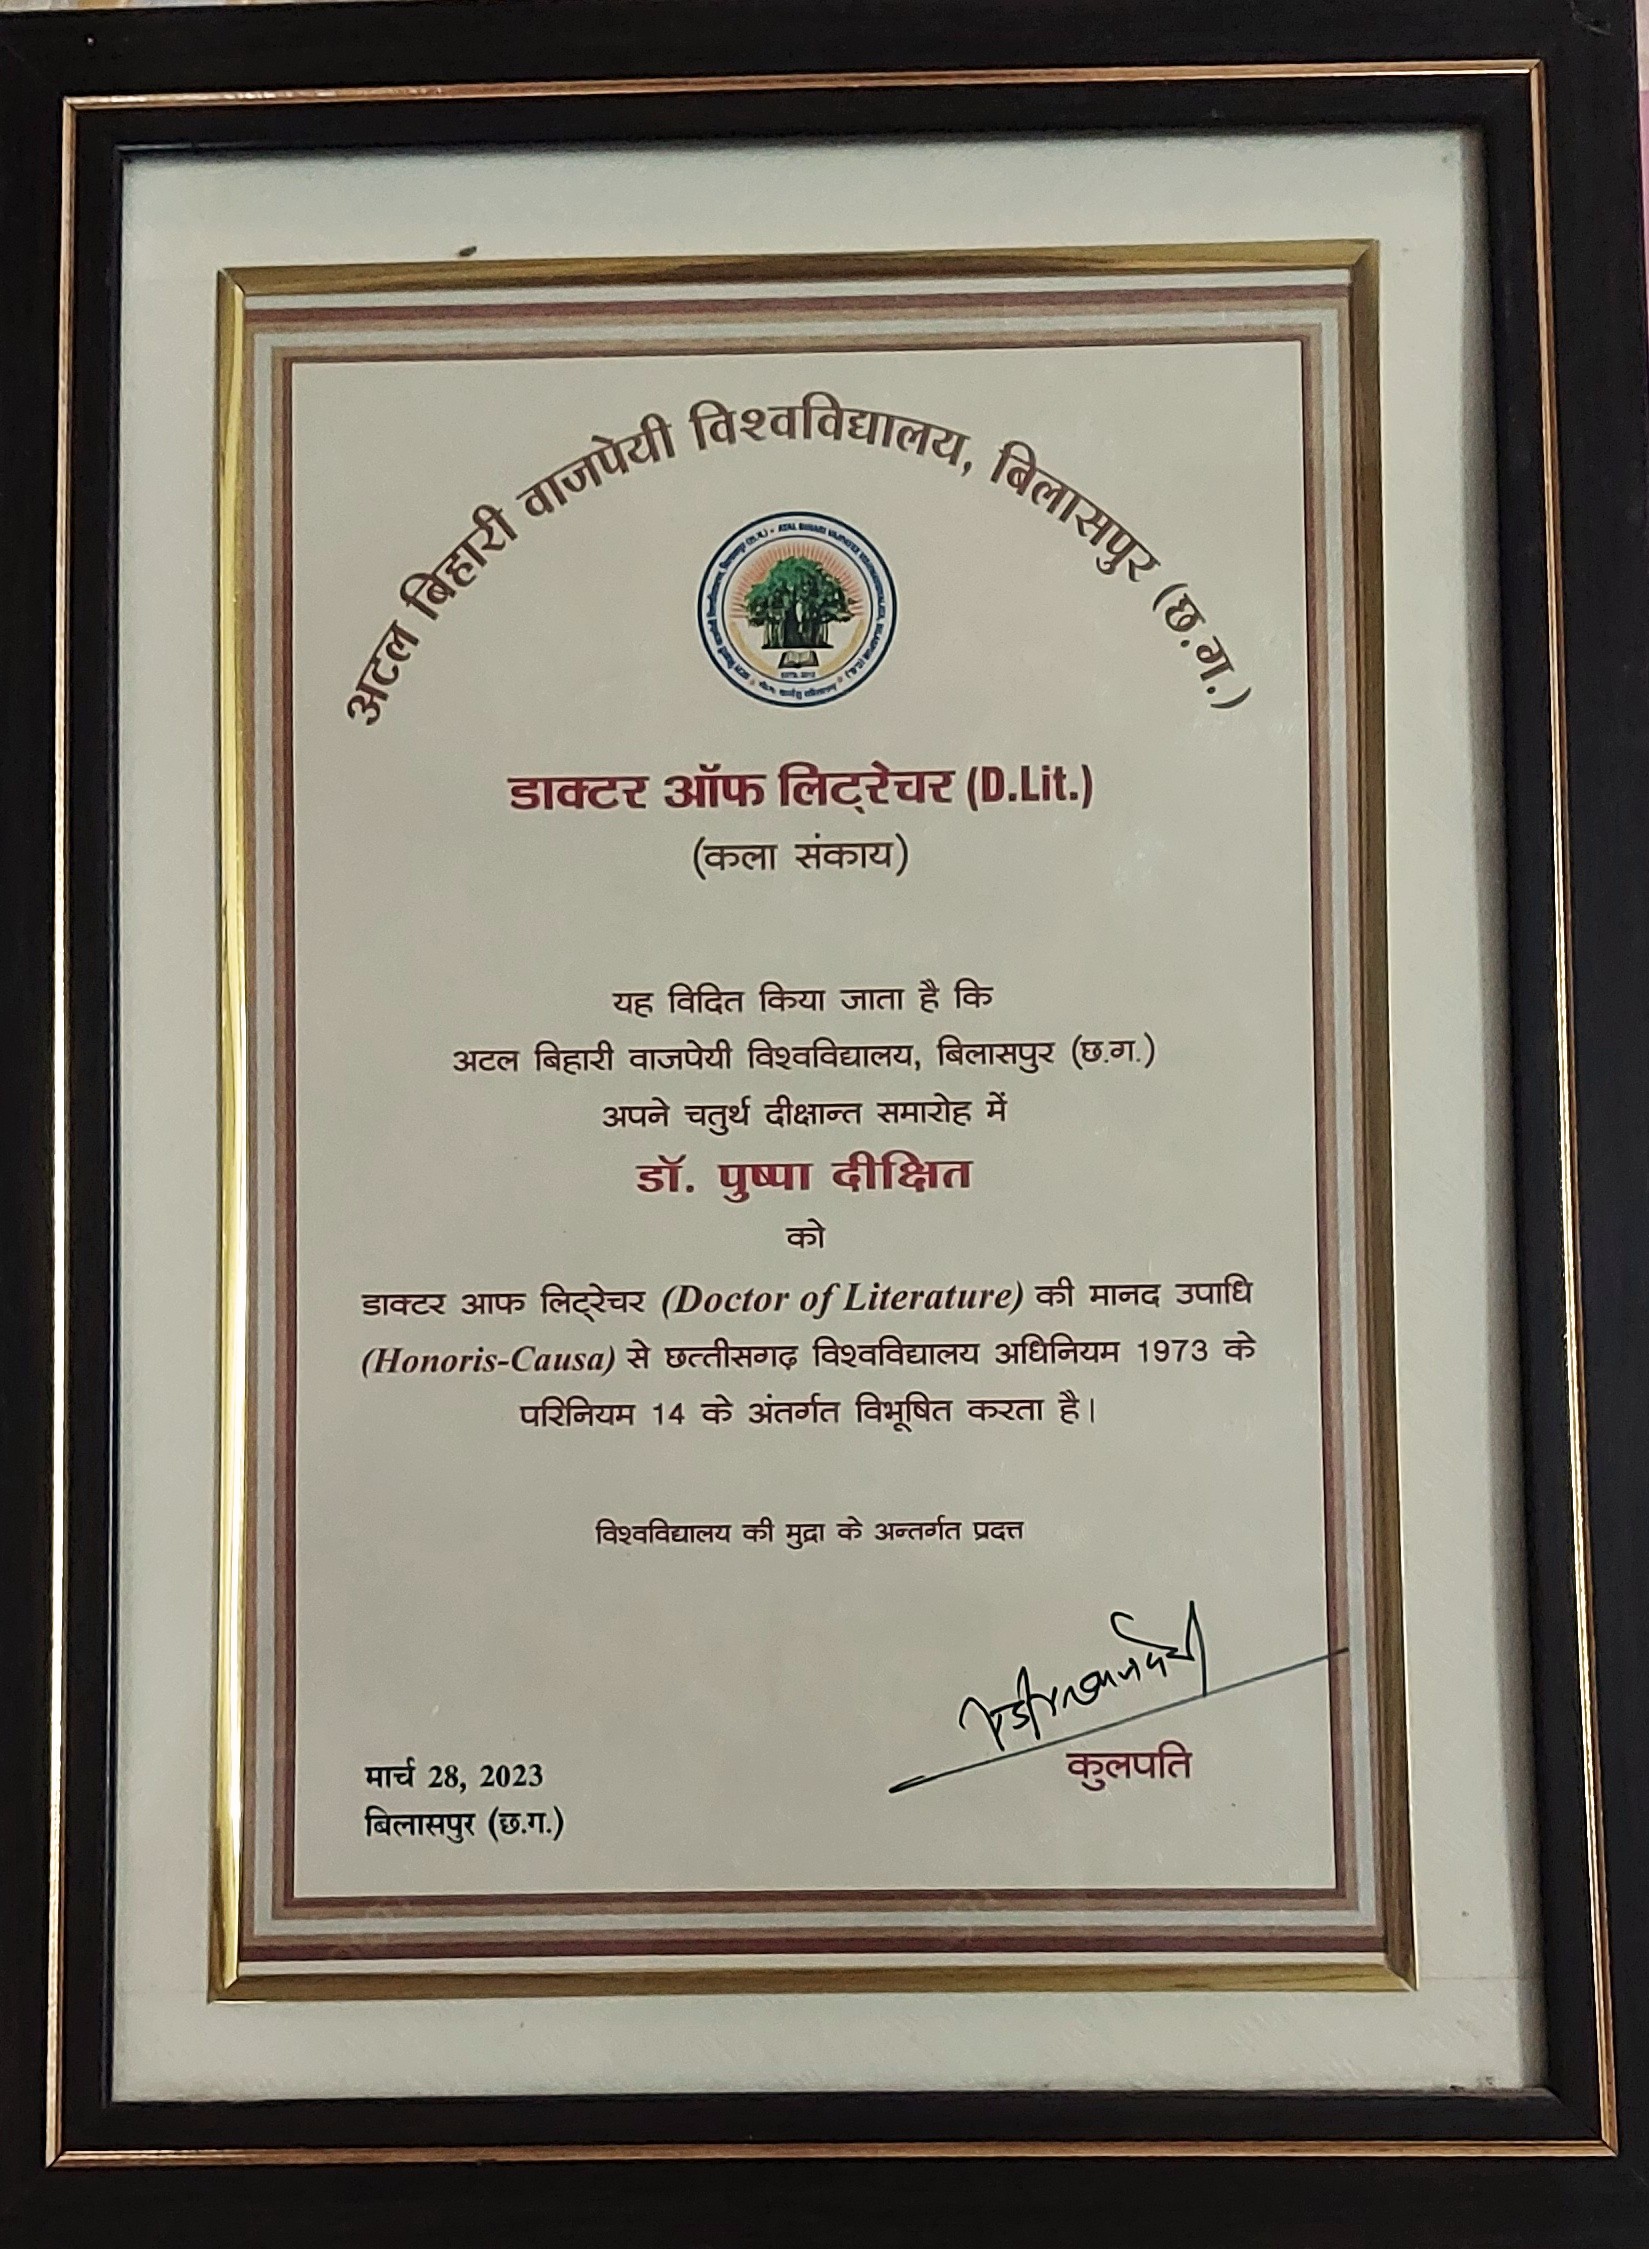 अटल बिहारी वाजपेयी विश्वविद्यालय, बिलासपुर (छ.ग.)
डाक्टर ऑफ लिट्रेचर (D.Lit.)
(कला संकाय)
यह विदित किया जाता है कि
अटल बिहारी वाजपेयी विश्वविद्यालय, बिलासपुर (छ.ग.)
अपने चतुर्थ दीक्षान्त समारोह में
डॉ. पुष्पा दीक्षित
को
डाक्टर आफ लिट्रेचर (Doctor of Literature) की मानद उपाधि
(Honoris-Causa) से छत्तीसगढ़ विश्वविद्यालय अधिनियम 1973 के
परिनियम 14 के अंतर्गत विभूषित करता है।
विश्वविद्यालय की मुद्रा के अन्तर्गत प्रदत्त
कुलपति
मार्च 28, 2023
बिलासपुर (छ.ग.)